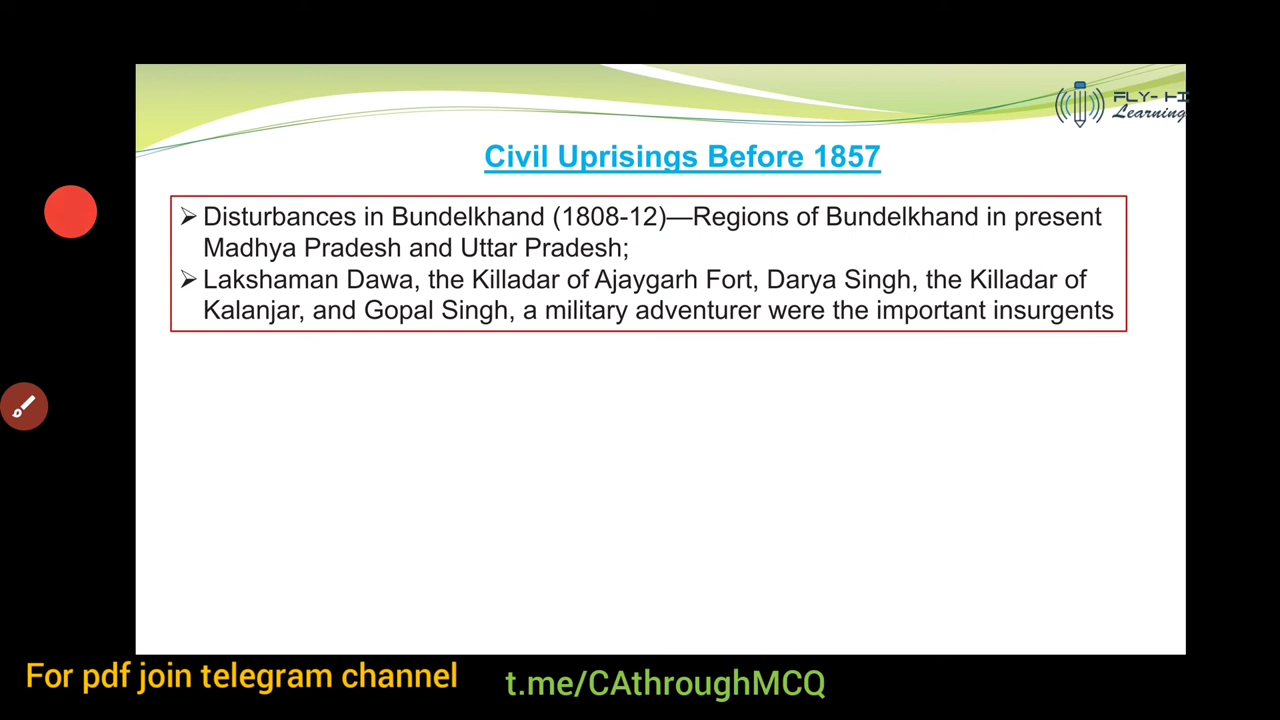 FLY-HI
Learning
Civil Uprisings Before 1857
➢ Disturbances in Bundelkhand (1808-12)—Regions of Bundelkhand in present
Madhya Pradesh and Uttar Pradesh;
➢ Lakshaman Dawa, the Killadar of Ajaygarh Fort, Darya Singh, the Killadar of
Kalanjar, and Gopal Singh, a military adventurer were the important insurgents
For pdf join telegram channel
t.me/CAthroughMCQ